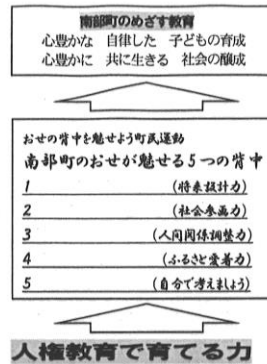 南部町のめざす教育
心豊かな 自律した 子どもの育成
心豊かに 共に生きる 社会の醸成
おせの背中を魅せよう町民運動
南部町のおせが魅せる5つの背中
1 (将来設計力)
2 (社会参画力)
3 (人間関係調整力)
4 (ふるさと愛着力)
5 (自分で考えましょう)
人権教育で育てる力